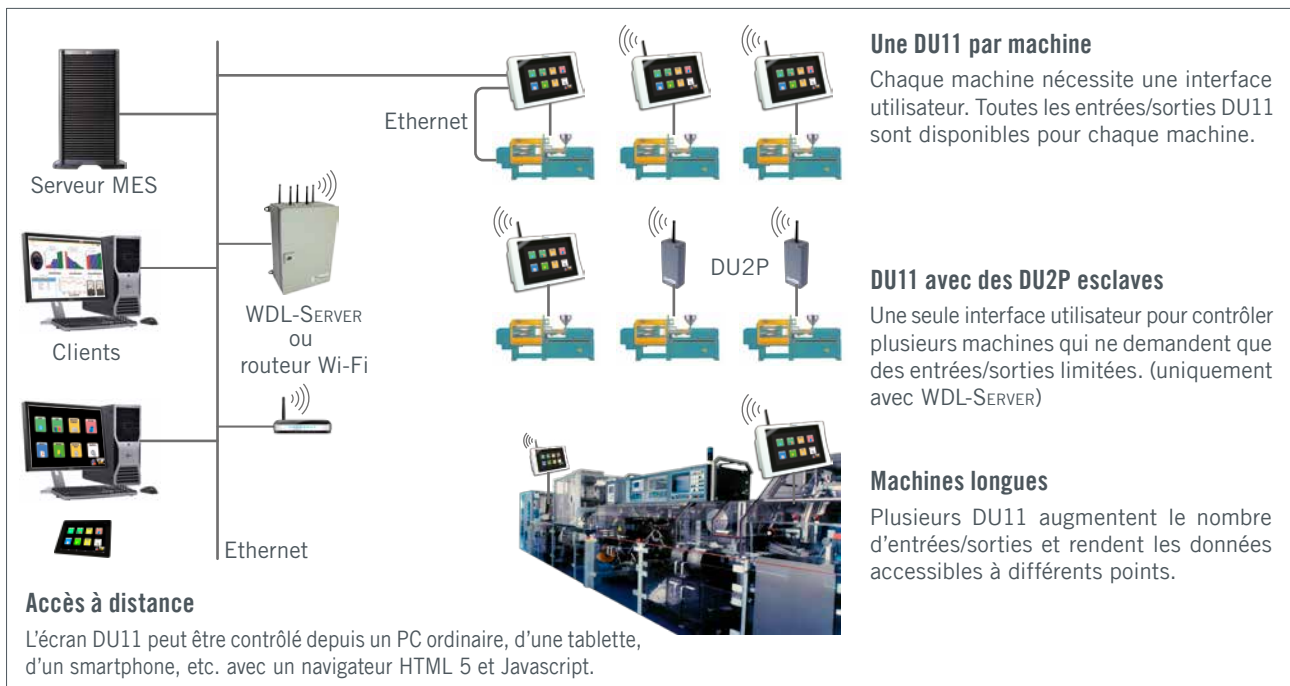 Serveur MES
Clients
Ethernet
WDL-SERVER
ou
routeur Wi-Fi
Ethernet
DU2P
Une DU11 par machine
Chaque machine nécessite une interface
utilisateur. Toutes les entrées/sorties DU11
sont disponibles pour chaque machine.
DU11 avec des DU2P esclaves
Une seule interface utilisateur pour contrôler
plusieurs machines qui ne demandent que
des entrées/sorties limitées. (uniquement
avec WDL-SERVER)
Machines longues
Plusieurs DU11 augmentent le nombre
d'entrées/sorties et rendent les données
accessibles à différents points.
Accès à distance
L'écran DU11 peut être contrôlé depuis un PC ordinaire, d'une tablette,
d'un smartphone, etc. avec un navigateur HTML 5 et Javascript.